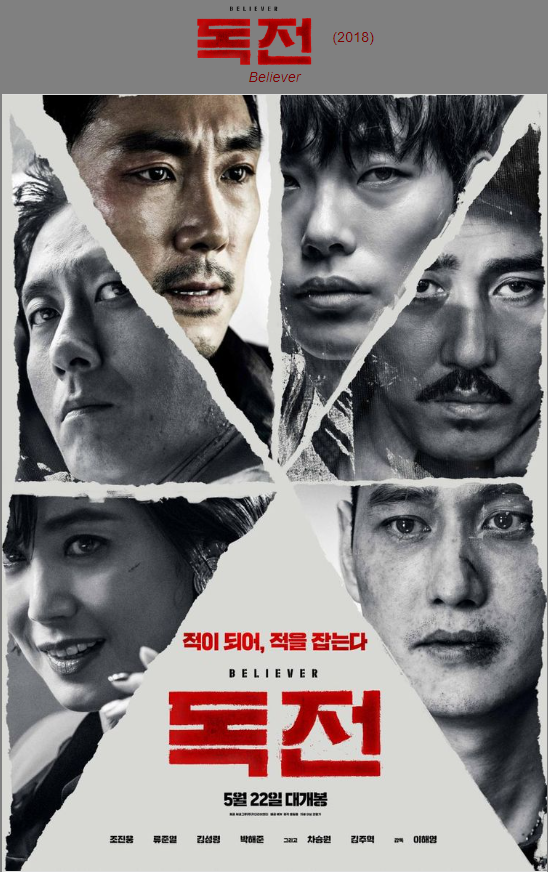 BELIEVER
독전 (2018)
Believer
적이 되어, 적을 잡는다
BELIEVER
독전
5월 22일 대개봉
조진웅 류준열 김성령 박해준 그리고 차승원 김주혁 감독 이해영